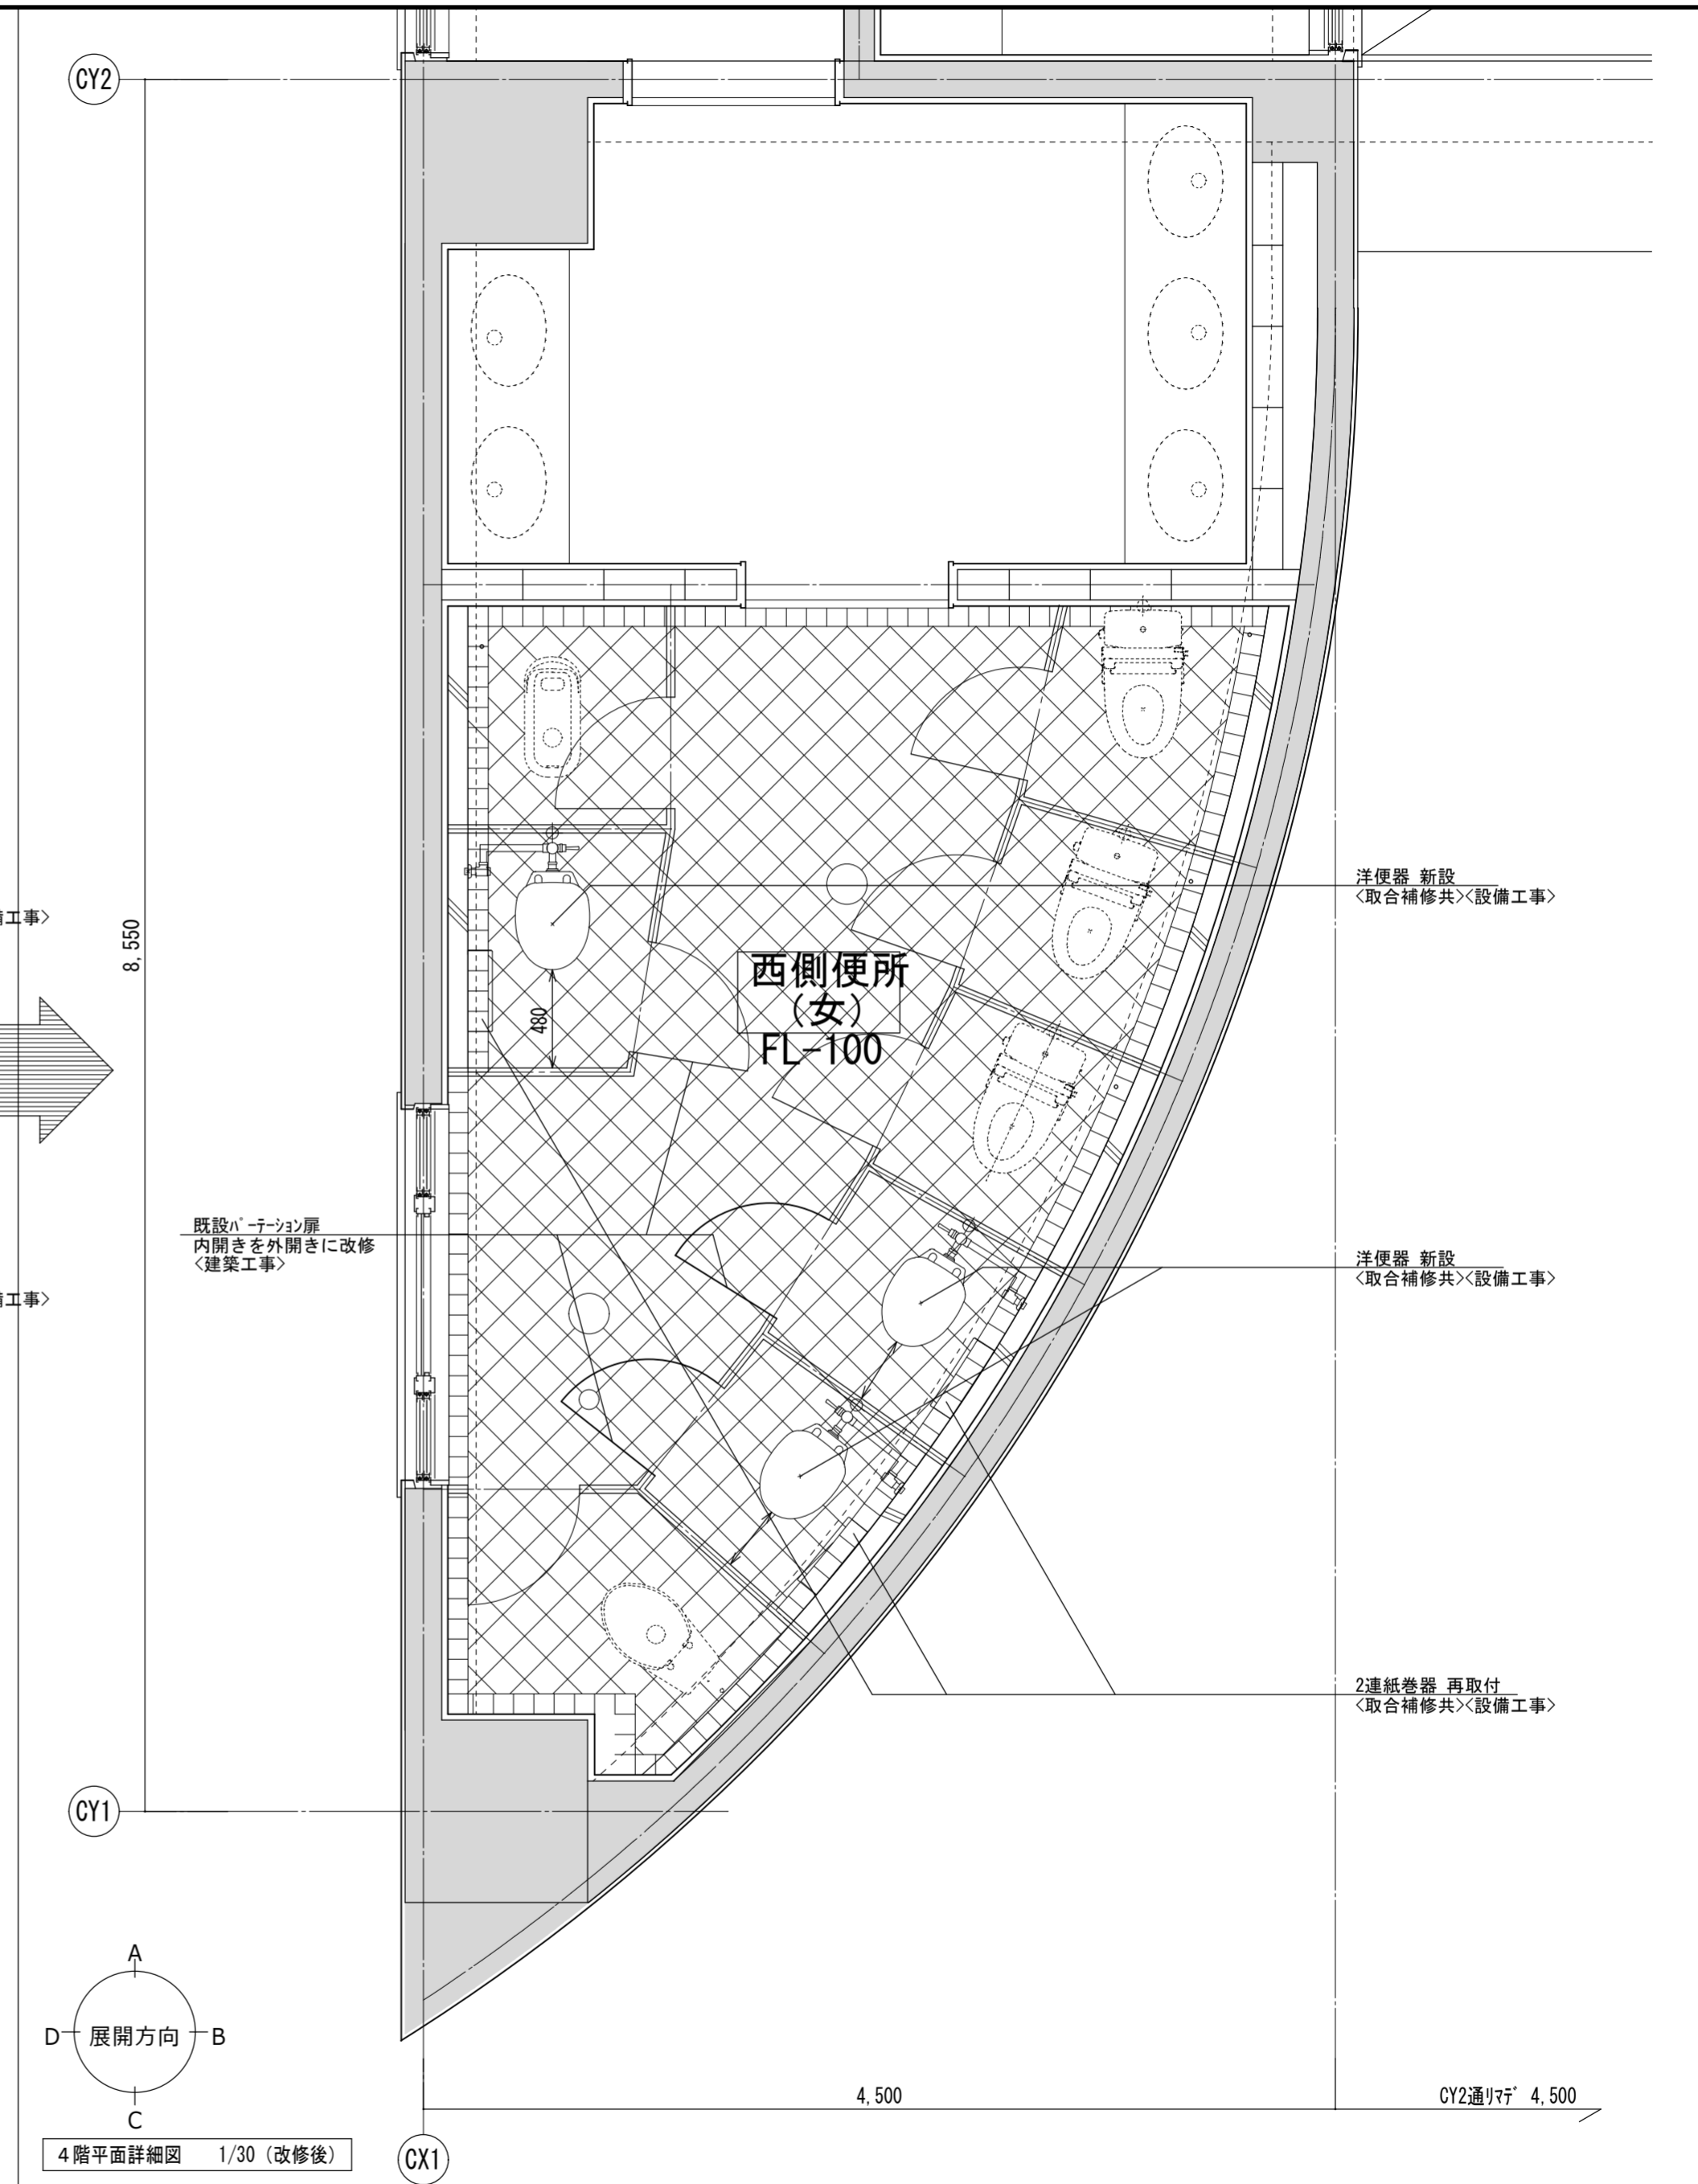 CY2
洋便器 新設
<取合補修共><設備工事>
備工事>
8,550
西側便所
(女)
FL-100
480
既設パーテーション扉
内開きを外開きに改修
<建築工事>
洋便器 新設
<取合補修共><設備工事>
備工事>
2連紙巻器 再取付
<取合補修共><設備工事>
CY1
A
D
展開方向
B
C
4,500
CY2通リマデ 4,500
4階平面詳細図 1/30(改修後)
CX1